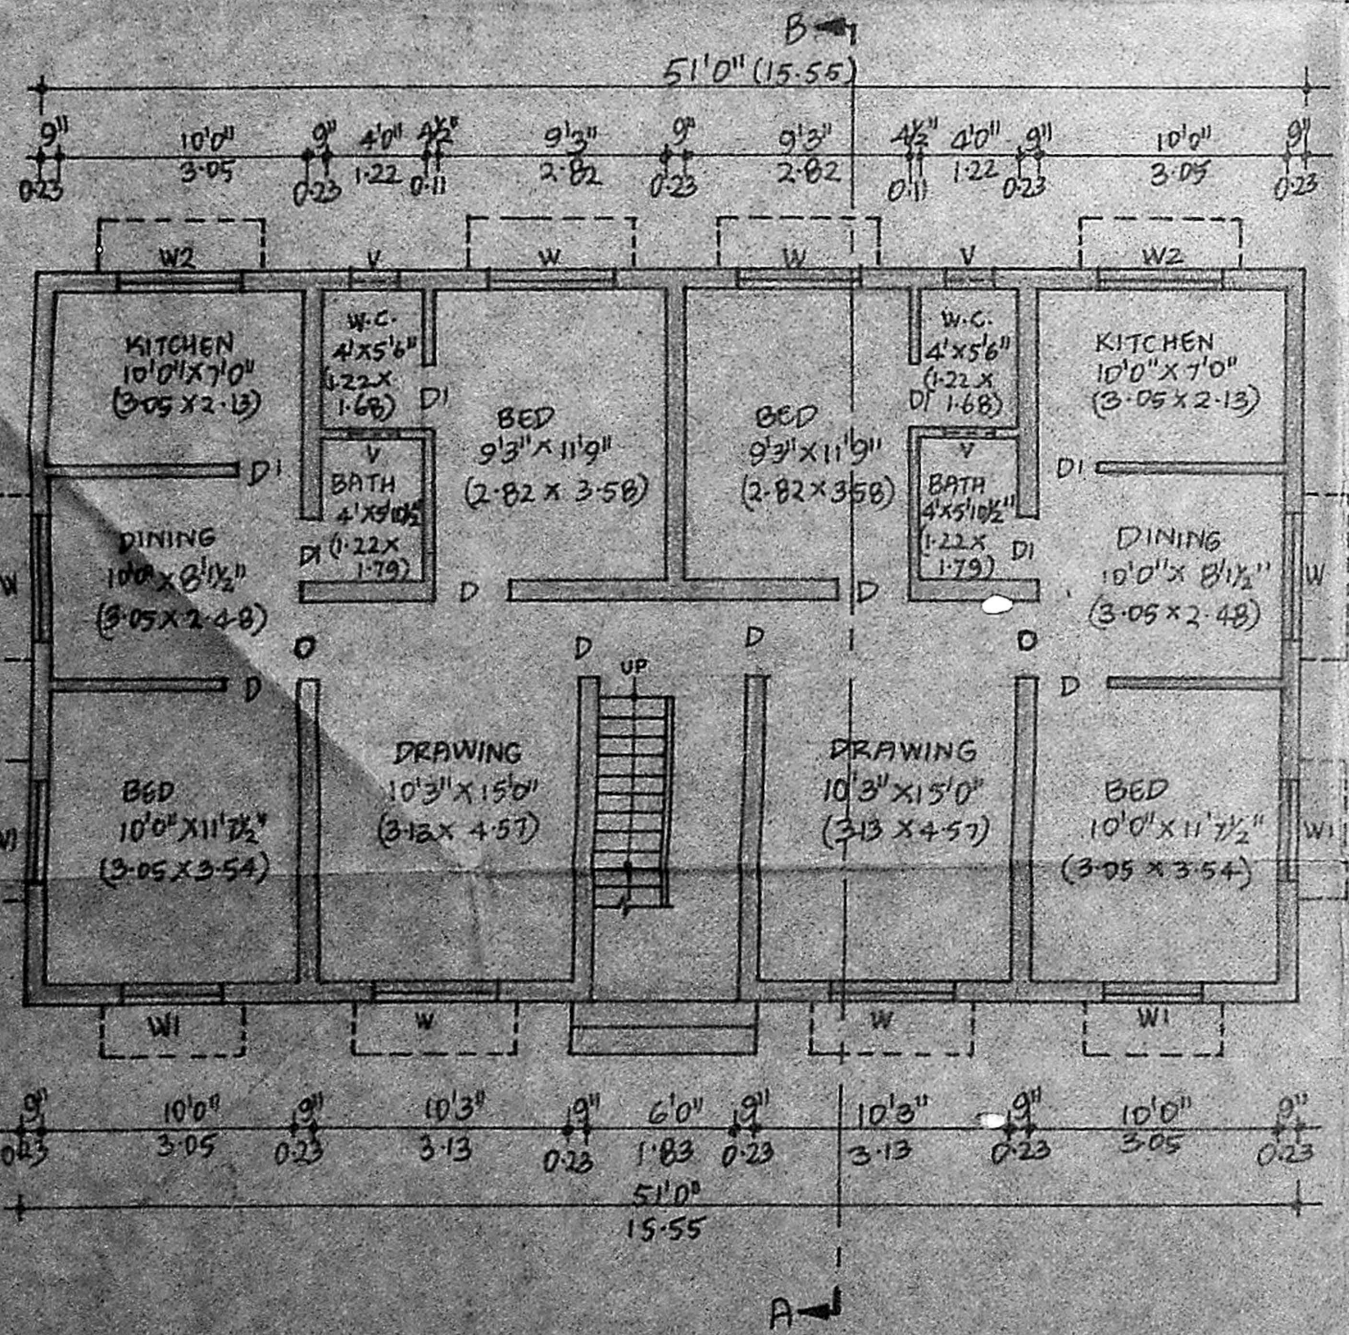 B
51'0" (15.55)
9" 10'0" 9" 4'0" 4½" 9'3" 9" 9'3" 4½" 4'0" 9" 10'0" 9"
0.23 3.05 0.23 1.22 0.11 2.82 0.23 2.82 0.11 1.22 0.23 3.05 0.23
W2 V W W V W2
KITCHEN
10'0"X7'0"
(3.05 X 2.13)
W.C.
4'X5'6"
(1.22 X
1.68)
D1
BED
9'3" X 11'9"
(2.82 X 3.58)
BED
9'3" X 11'9"
(2.82 X 3.58)
W.C.
4'X5'6"
(1.22 X
1.68)
D1
KITCHEN
10'0" X 7'0"
(3.05 X 2.13)
D1
V
BATH
4'X5'10½"
(1.22 X
1.79)
V
BATH
4'X5'10½"
(1.22 X
1.79)
D1
W
DINING
10'0" X 8'1½"
(3.05 X 2.48)
D1
D
D
D1
DINING
10'0" X 8'1½"
(3.05 X 2.48)
W
O
D
UP
D
O
D
D
W1
BED
10'0" X 11'7½"
(3.05 X 3.54)
DRAWING
10'3" X 15'0"
(3.13 X 4.57)
DRAWING
10'3" X 15'0"
(3.13 X 4.57)
BED
10'0" X 11'7½"
(3.05 X 3.54)
W1
W1 W W W1
9" 10'0" 9" 10'3" 9" 6'0" 9" 10'3" 9" 10'0" 9"
0.23 3.05 0.23 3.13 0.23 1.83 0.23 3.13 0.23 3.05 0.23
51'0"
15.55
A